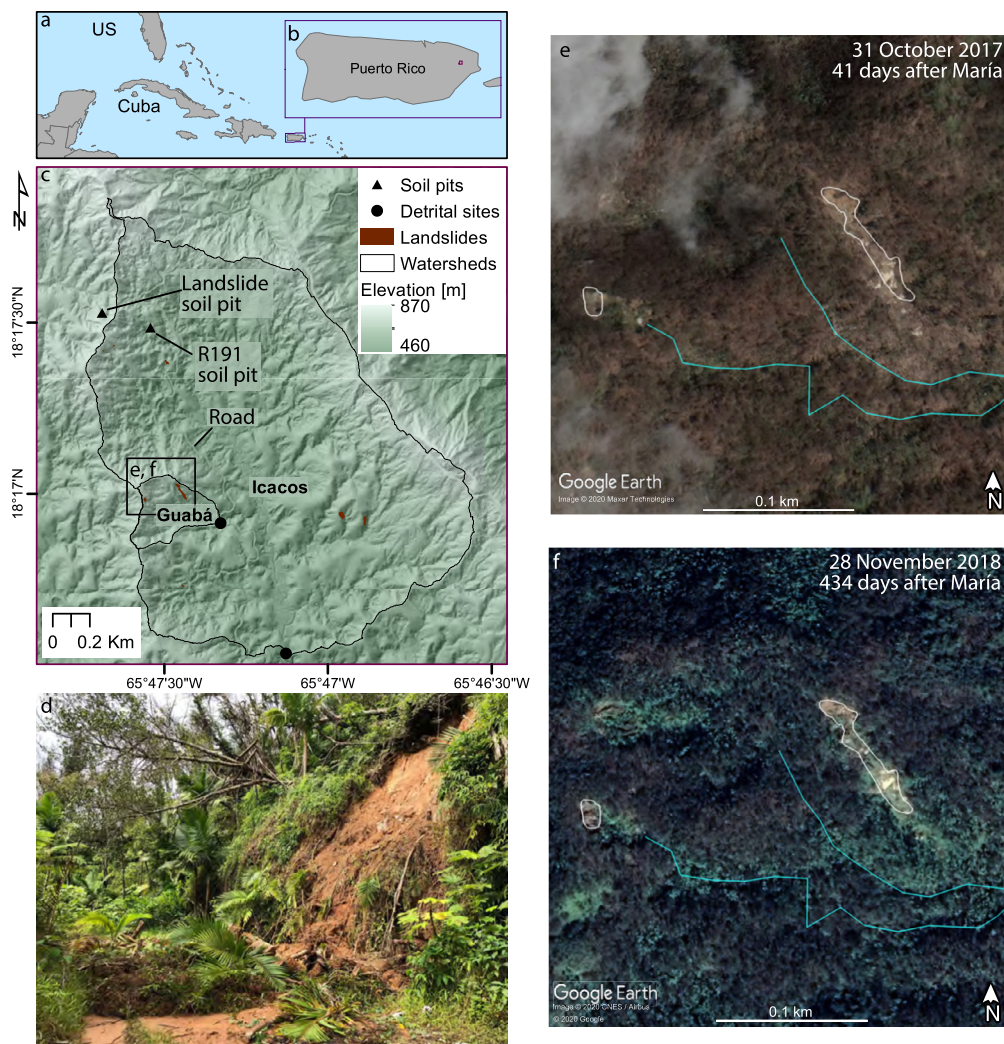 a
US
Cuba
b
Puerto Rico
c
N
Soil pits
Detrital sites
Landslides
Watersheds
Elevation [m]
870
460
Landslide
soil pit
R191
soil pit
Road
e, f
Icacos
Guabá
0 0.2 Km
18°17'30"N
18°17'N
65°47'30"W
65°47'W
65°46'30"W
d
e
31 October 2017
41 days after María
Google Earth
Image © 2020 Maxar Technologies
0.1 km
N
f
28 November 2018
434 days after María
Google Earth
Image © 2020 CNES / Airbus
© 2020 Google
0.1 km
N